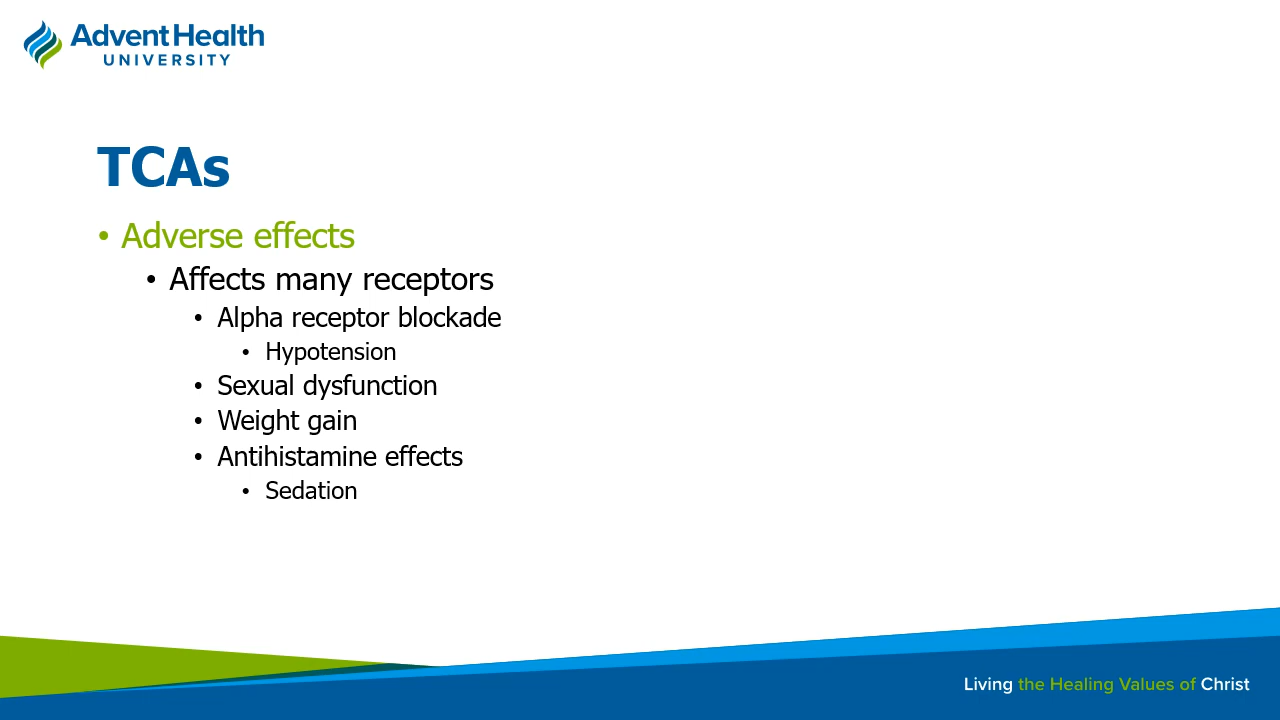 AdventHealth
UNIVERSITY
TCAs
• Adverse effects
• Affects many receptors
• Alpha receptor blockade
• Hypotension
• Sexual dysfunction
• Weight gain
• Antihistamine effects
• Sedation
Living the Healing Values of Christ